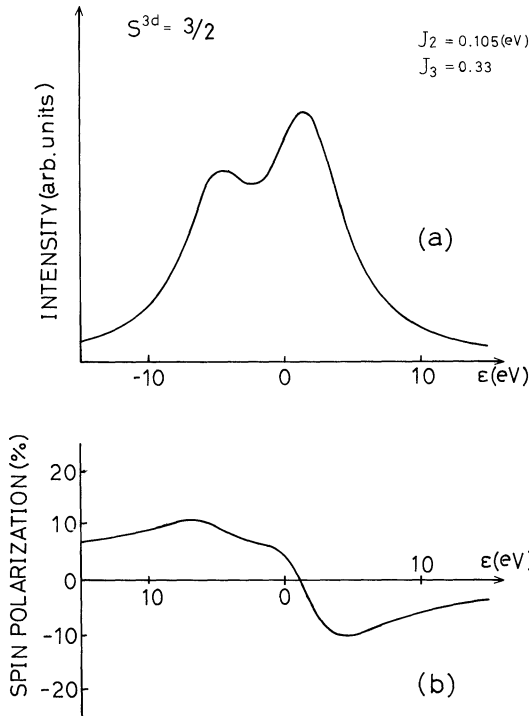 S3d = 3/2
J2 = 0.105(eV)
J3 = 0.33
INTENSITY (arb. units)
(a)
-10 0 10 ε(eV)
SPIN POLARIZATION (%)
20
10
0
-10
-20
10 ε(eV)
10 0
(b)